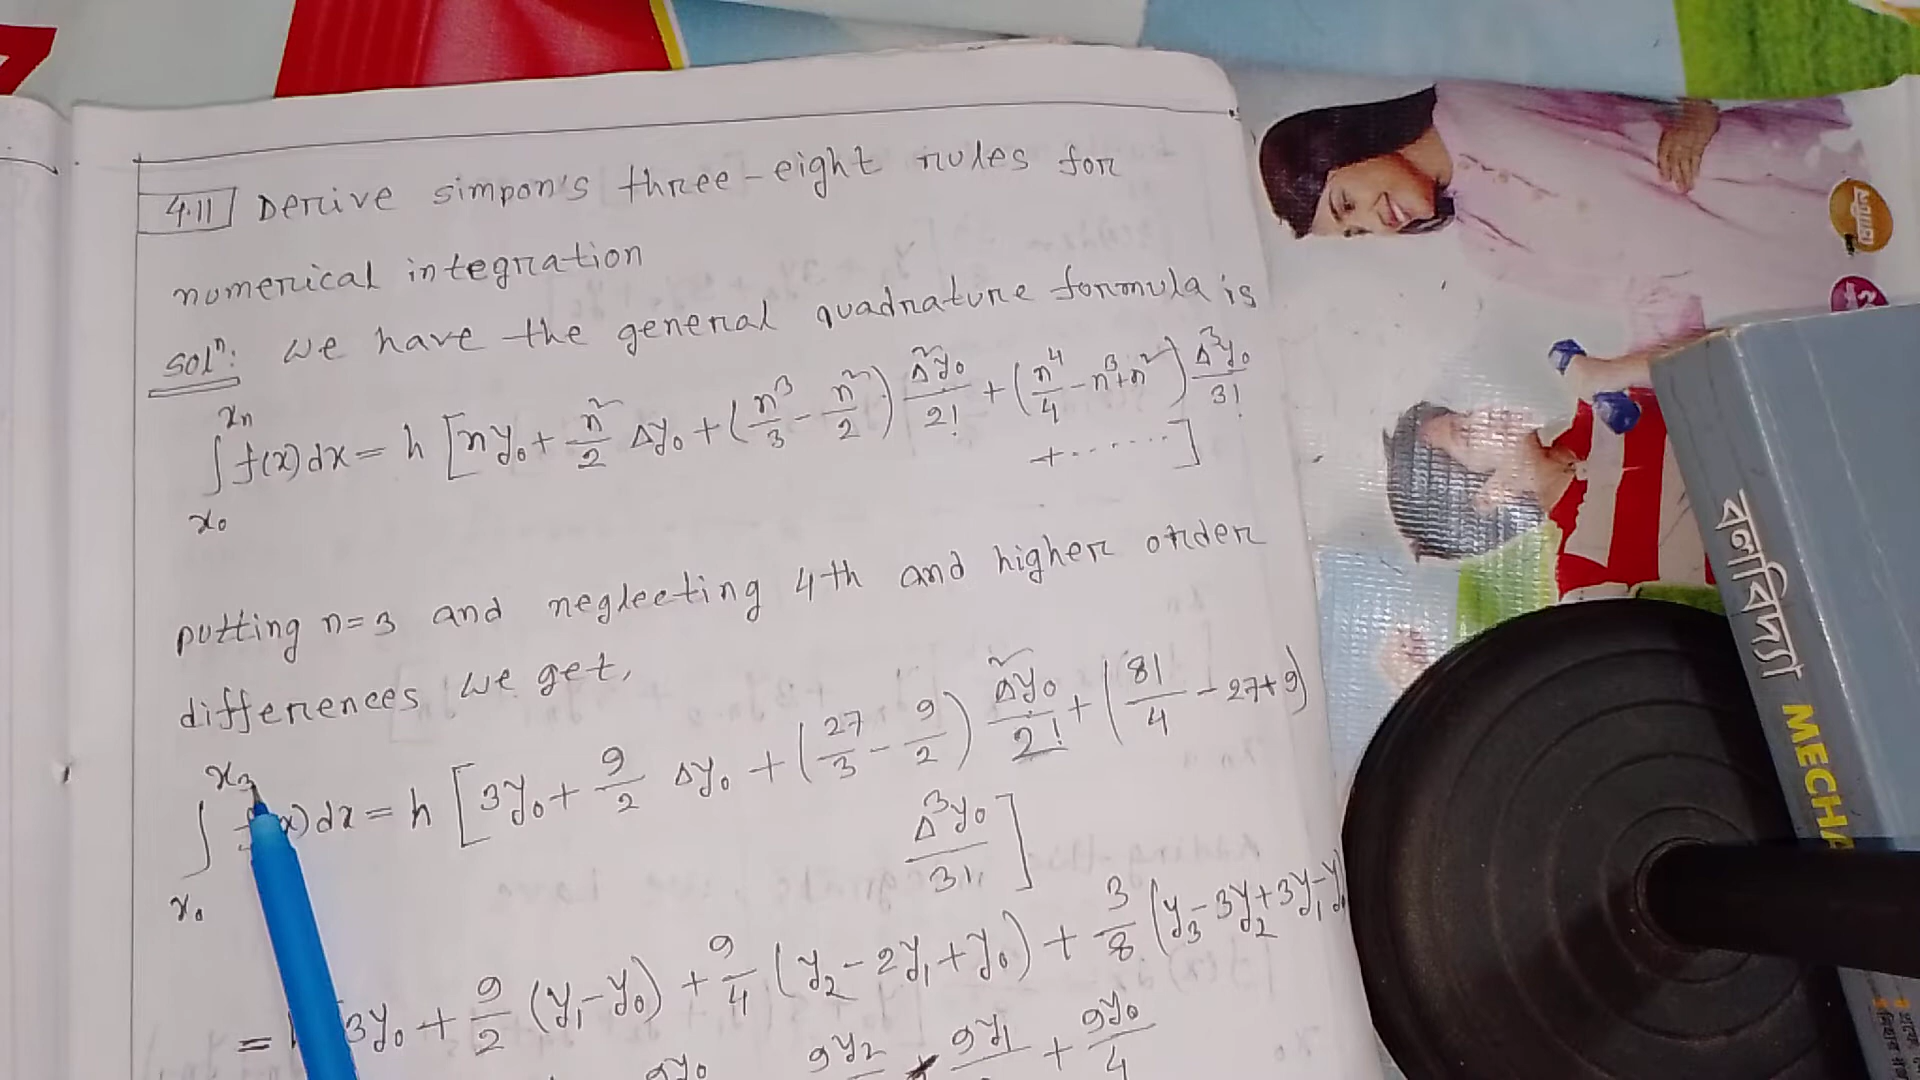 4.11 Derive simpon's three-eight rules for
numerical integration
Solⁿ: We have the general quadrature formula is
∫_{x₀}^{xₙ} f(x)dx = h [ny₀ + n²/2 Δy₀ + (n³/3 - n²/2) Δ²y₀/2! + (n⁴/4 - n³ + n²) Δ³y₀/3!
+ ......]
putting n=3 and neglecting 4th and higher order
differences we get,
∫_{x₀}^{x₃} f(x)dx = h [3y₀ + 9/2 Δy₀ + (27/3 - 9/2) Δ²y₀/2! + (81/4 - 27+9)
Δ³y₀/3!]
= 3y₀ + 9/2 (y₁-y₀) + 9/4 (y₂-2y₁+y₀) + 3/8 (y₃-3y₂+3y₁-y₀
9y₀ 9y₂ + 9y₁ + 9y₀/4
বলবিদ্যা MECHA